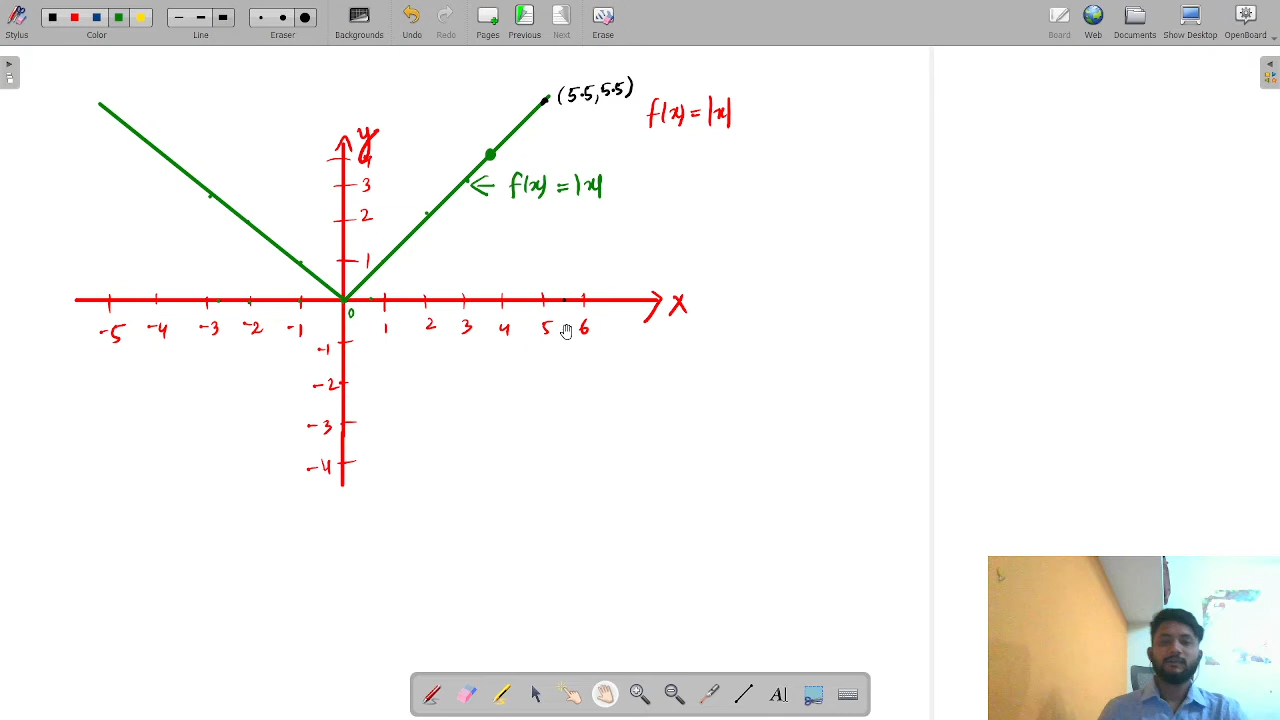 Stylus
Color
Line
Eraser
Backgrounds
Undo
Redo
Pages
Previous
Next
Erase
Board
Web
Documents
Show Desktop
OpenBoard
(5.5, 5.5)
f(x) = |x|
y
4
3
f(x) = |x|
2
1
X
0
-5 -4 -3 -2 -1 1 2 3 4 5 6
-1
-2
-3
-4
AI